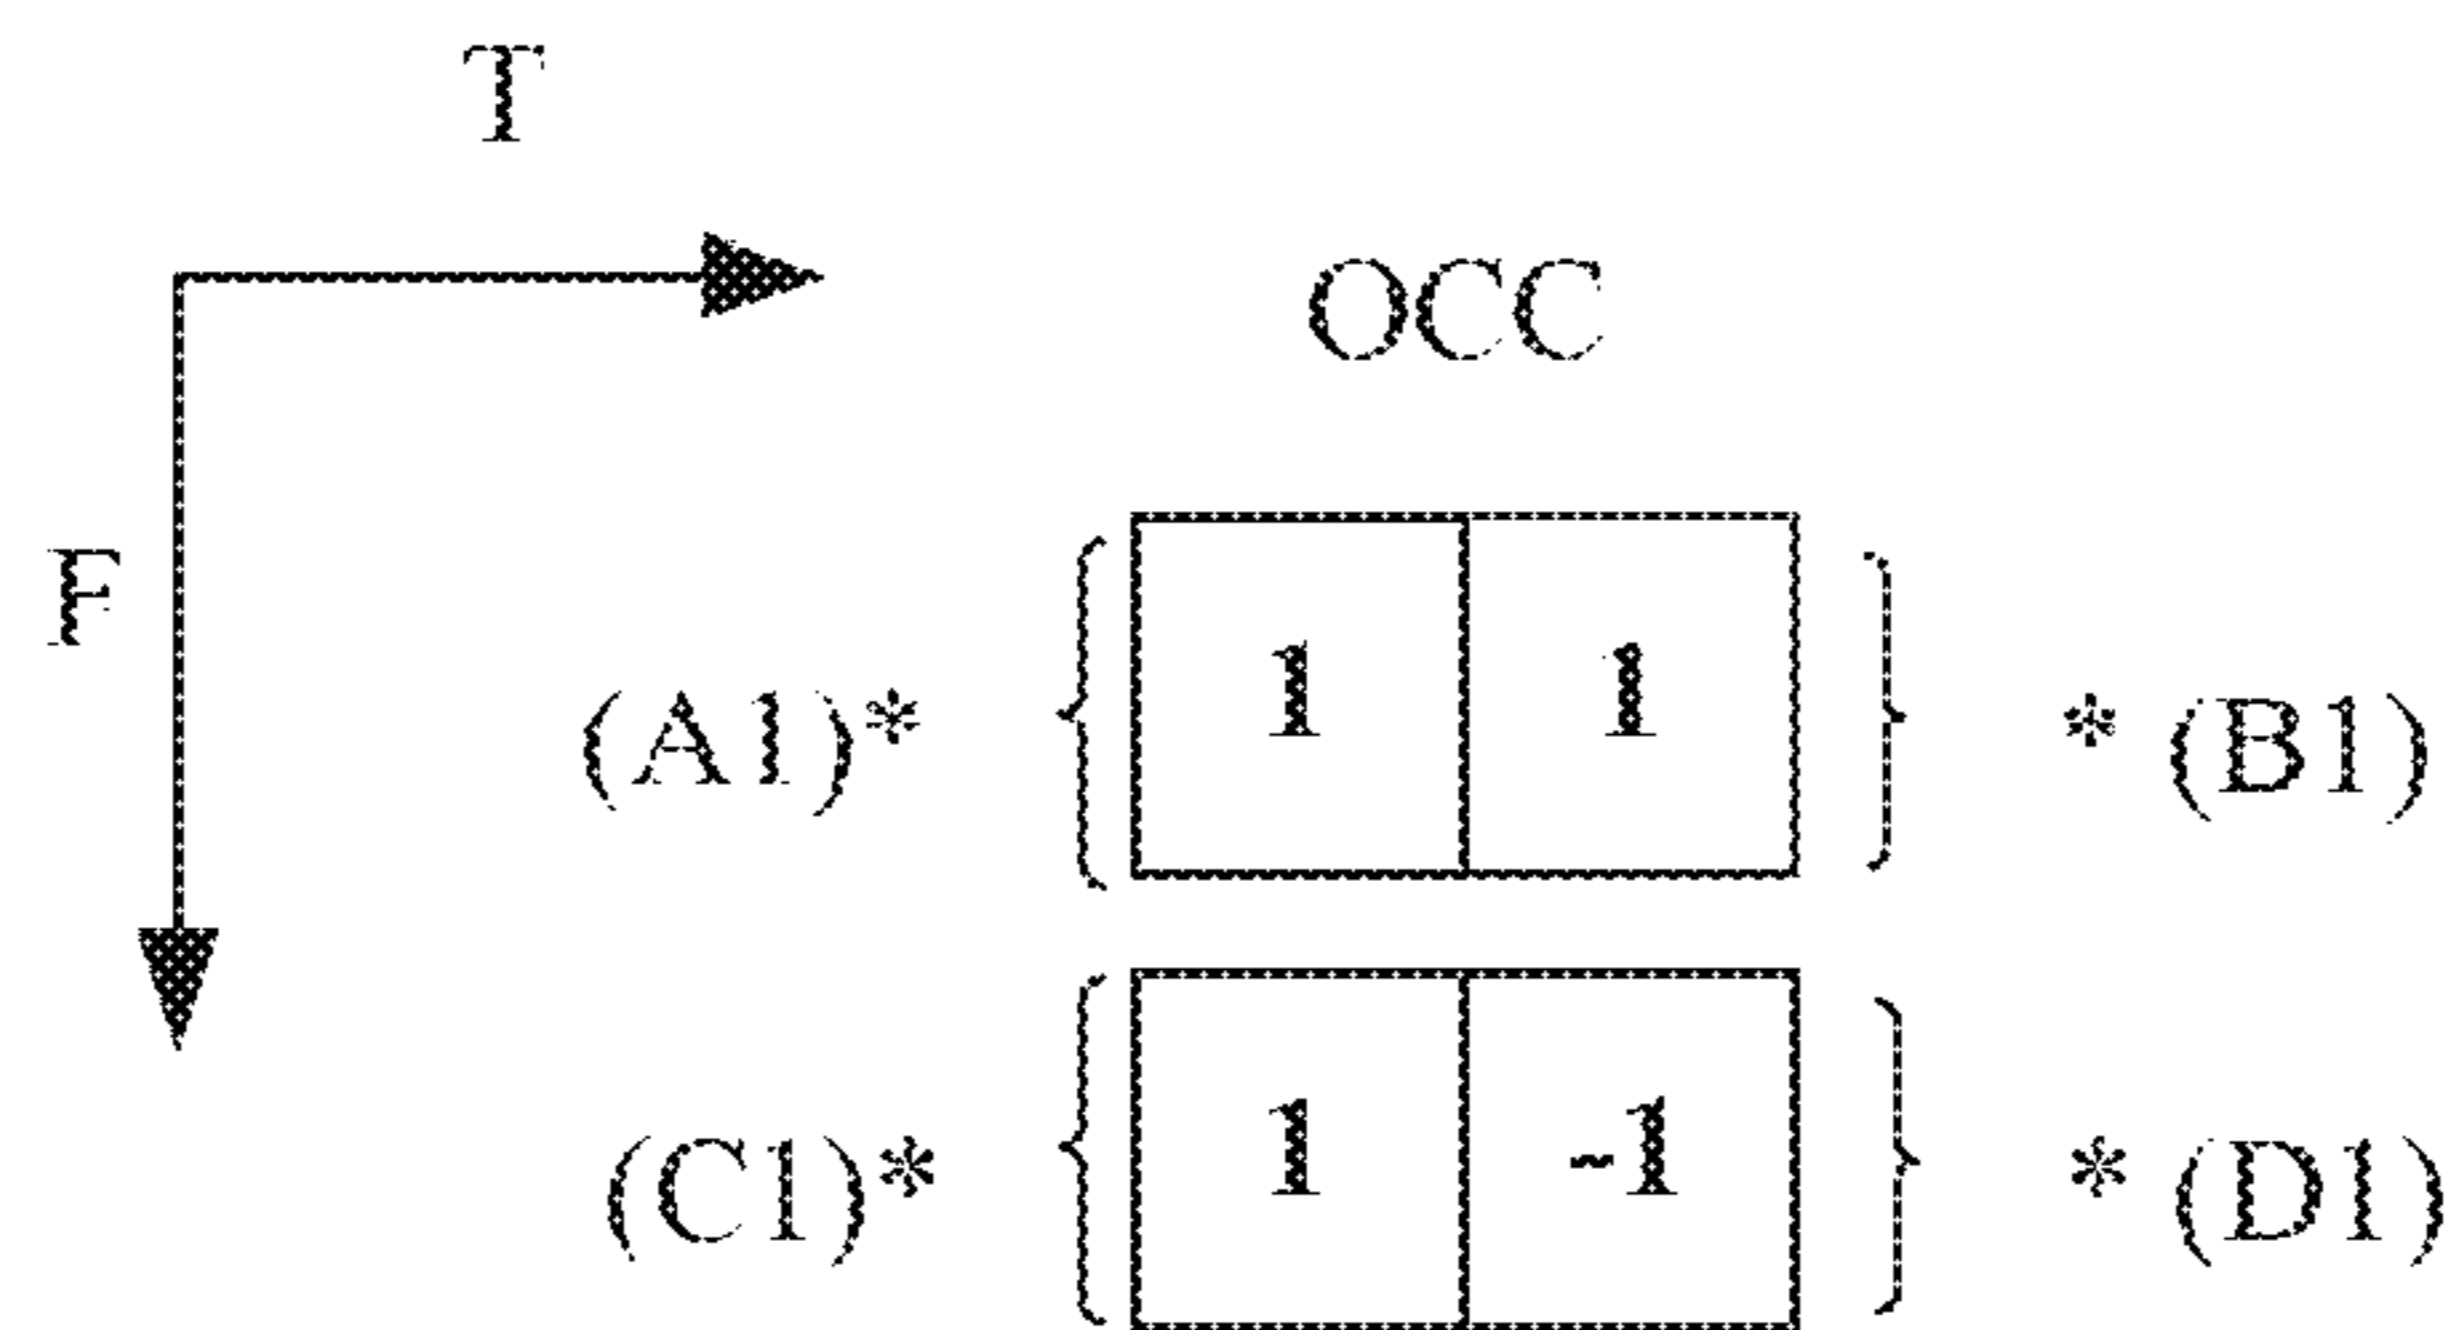 T
OCC
F
(A1)* { 1 1 } * (B1)
(C1)* { 1 -1 } * (D1)